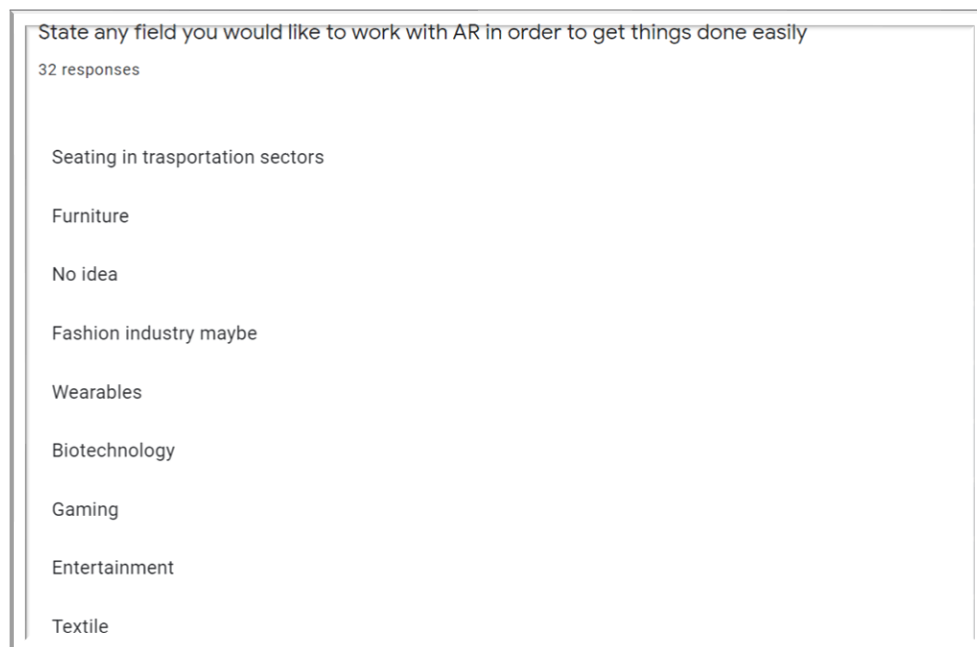 State any field you would like to work with AR in order to get things done easily
32 responses
Seating in trasportation sectors
Furniture
No idea
Fashion industry maybe
Wearables
Biotechnology
Gaming
Entertainment
Textile